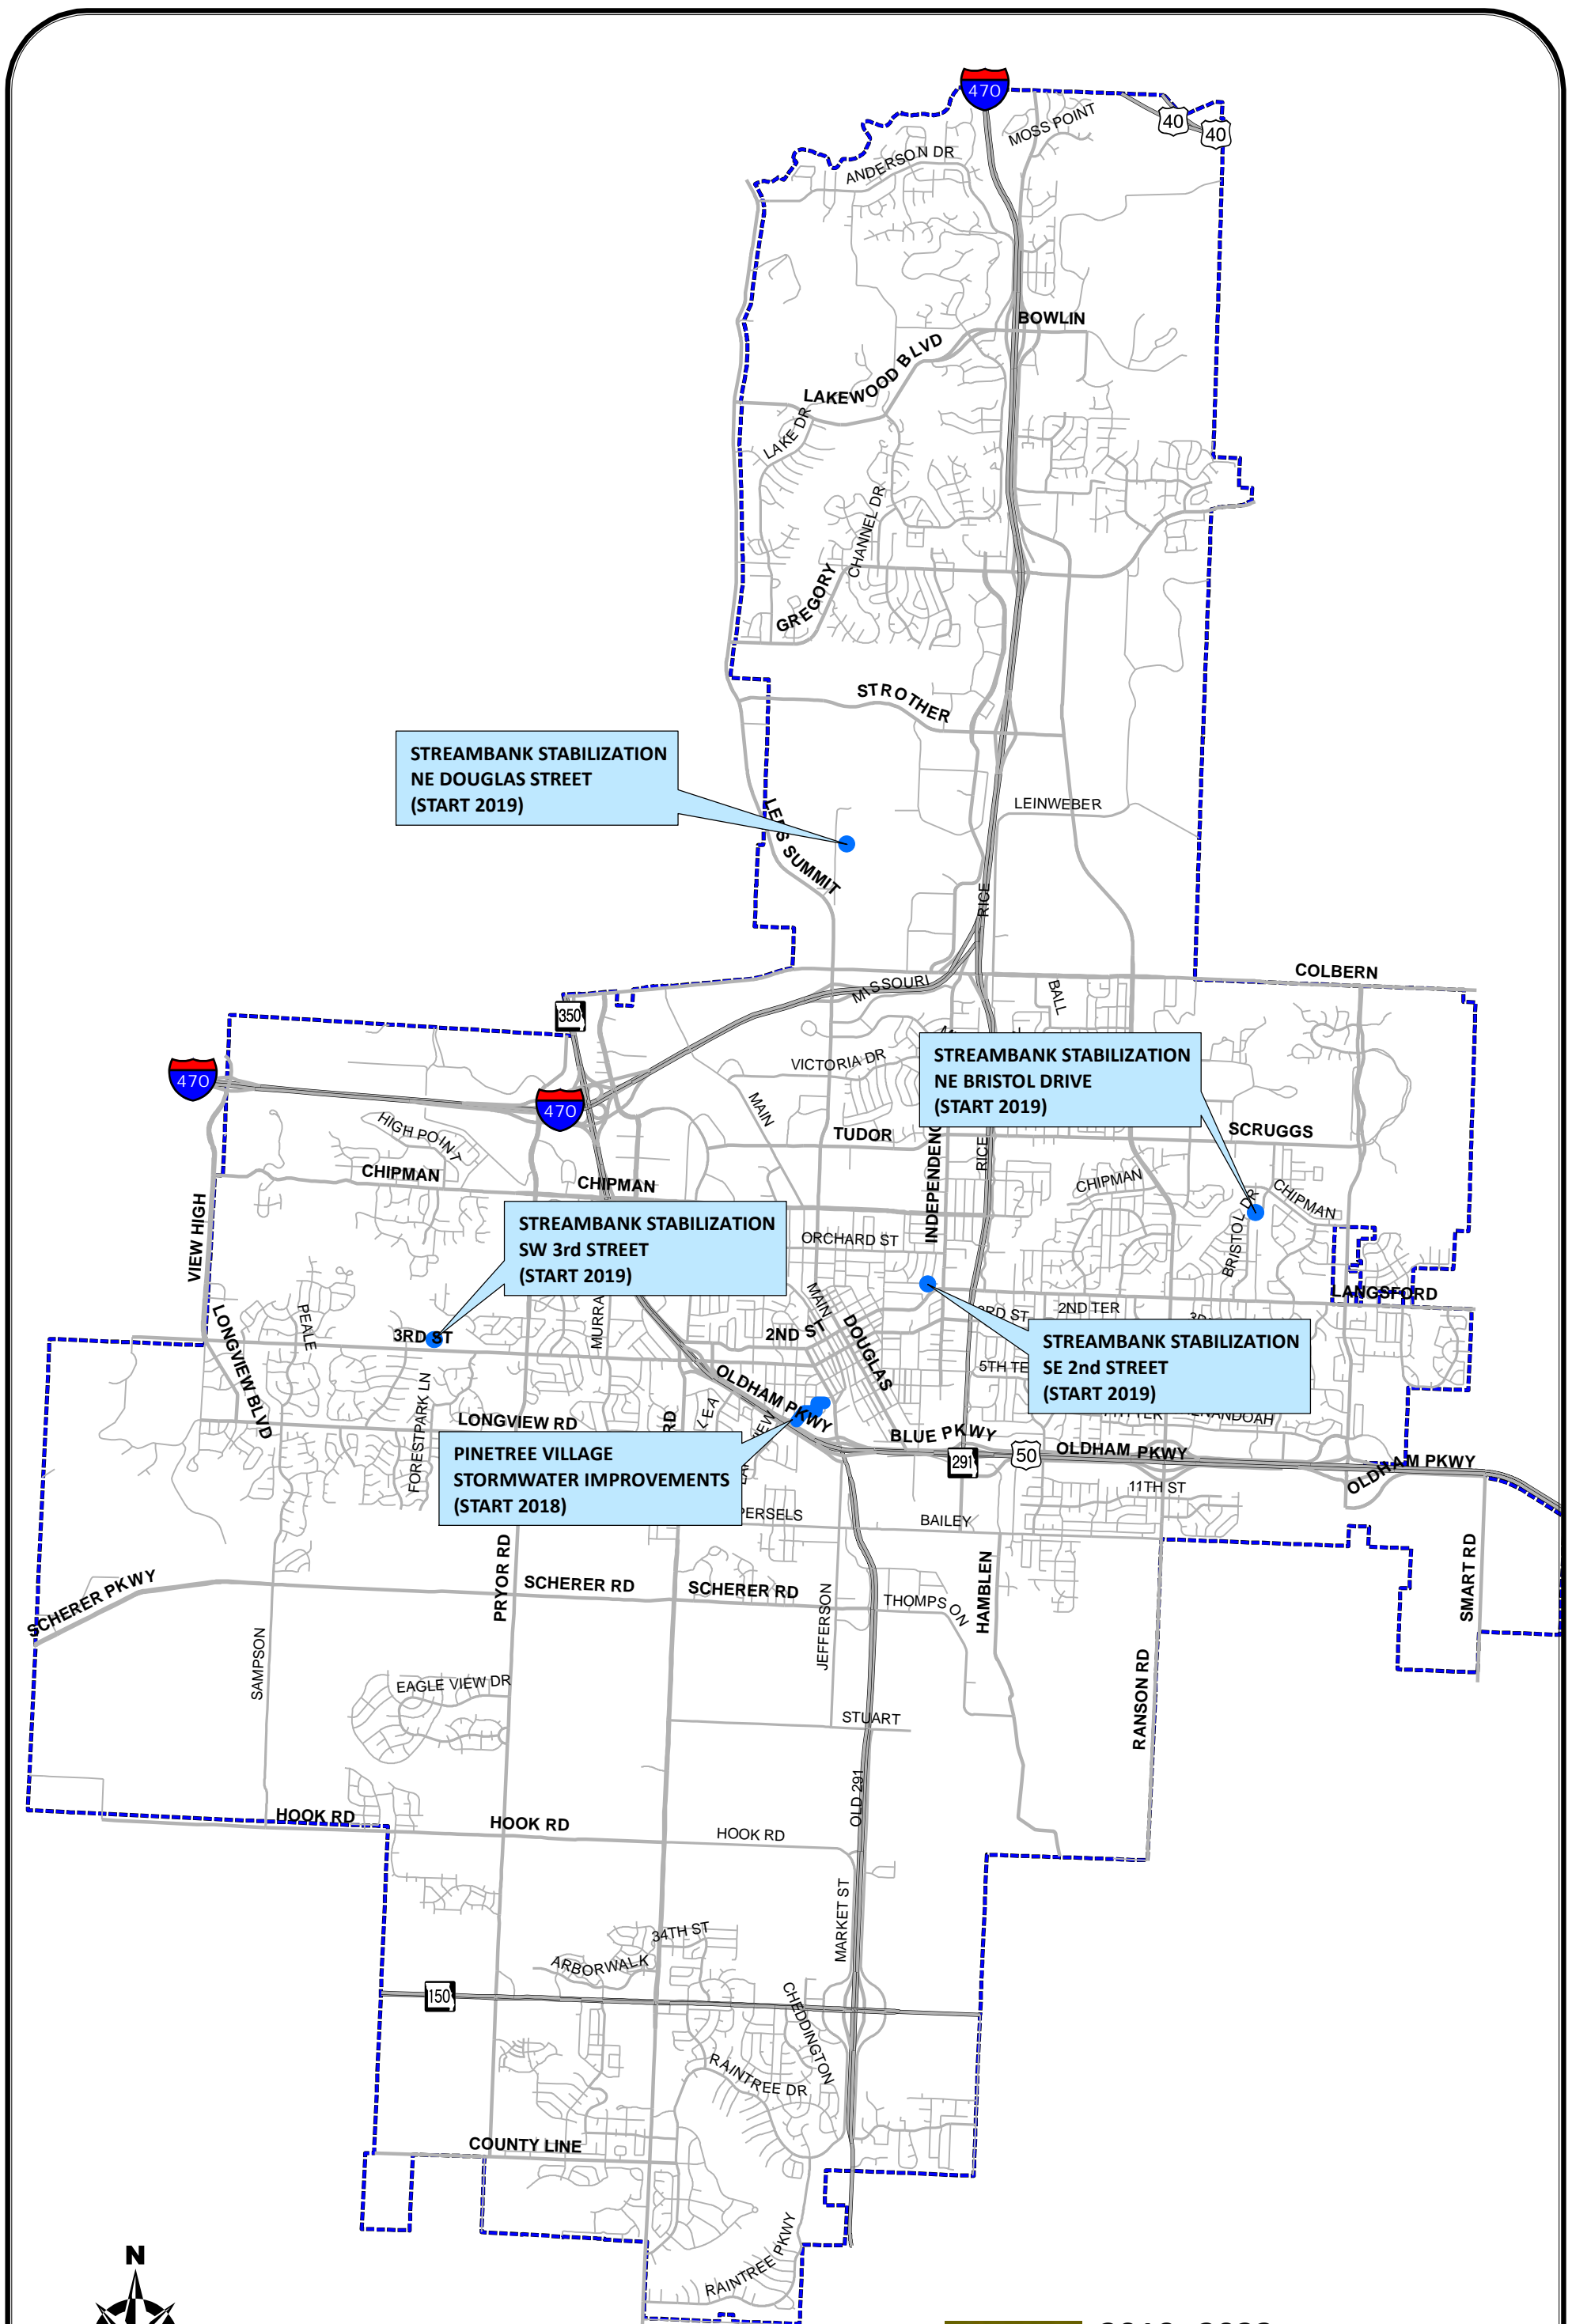 470
MOSS POINT
40
40
ANDERSON DR
BOWLIN
LAKEWOOD BLVD
LAKE DR
CHANNEL DR
GREGORY
STROTHER
STREAMBANK STABILIZATION
NE DOUGLAS STREET
(START 2019)
LEINWEBER
LEES SUMMIT
RICE
COLBERN
MISSOURI
BALL
350
STREAMBANK STABILIZATION
NE BRISTOL DRIVE
(START 2019)
VICTORIA DR
470
470
MAIN
HIGH POINT
TUDOR
SCRUGGS
RICE
CHIPMAN
CHIPMAN
CHIPMAN
CHIPMAN
VIEW HIGH
STREAMBANK STABILIZATION
SW 3rd STREET
(START 2019)
ORCHARD ST
BRISTOL DR
MAIN
LANGSFORD
2ND TER
3RD ST
LONGVIEW BLVD
PEALE
3RD ST
2ND ST
DOUGLAS
STREAMBANK STABILIZATION
SE 2nd STREET
(START 2019)
OLDHAM PKWY
FORESTPARK LN
LONGVIEW RD
RD
BLUE PKWY
291
50
OLDHAM PKWY
OLDHAM PKWY
PINETREE VILLAGE
STORMWATER IMPROVEMENTS
(START 2018)
11TH ST
BAILEY
PRYOR RD
SCHERER PKWY
SCHERER RD
SCHERER RD
THOMPSON
HAMBLEN
SMART RD
JEFFERSON
SAMPSON
RANSON RD
EAGLE VIEW DR
STUART
OLD 291
HOOK RD
HOOK RD
HOOK RD
MARKET ST
34TH ST
ARBORWALK
150
CHEDDINGTON
RAINTREE DR
COUNTY LINE
RAINTREE PKWY
N